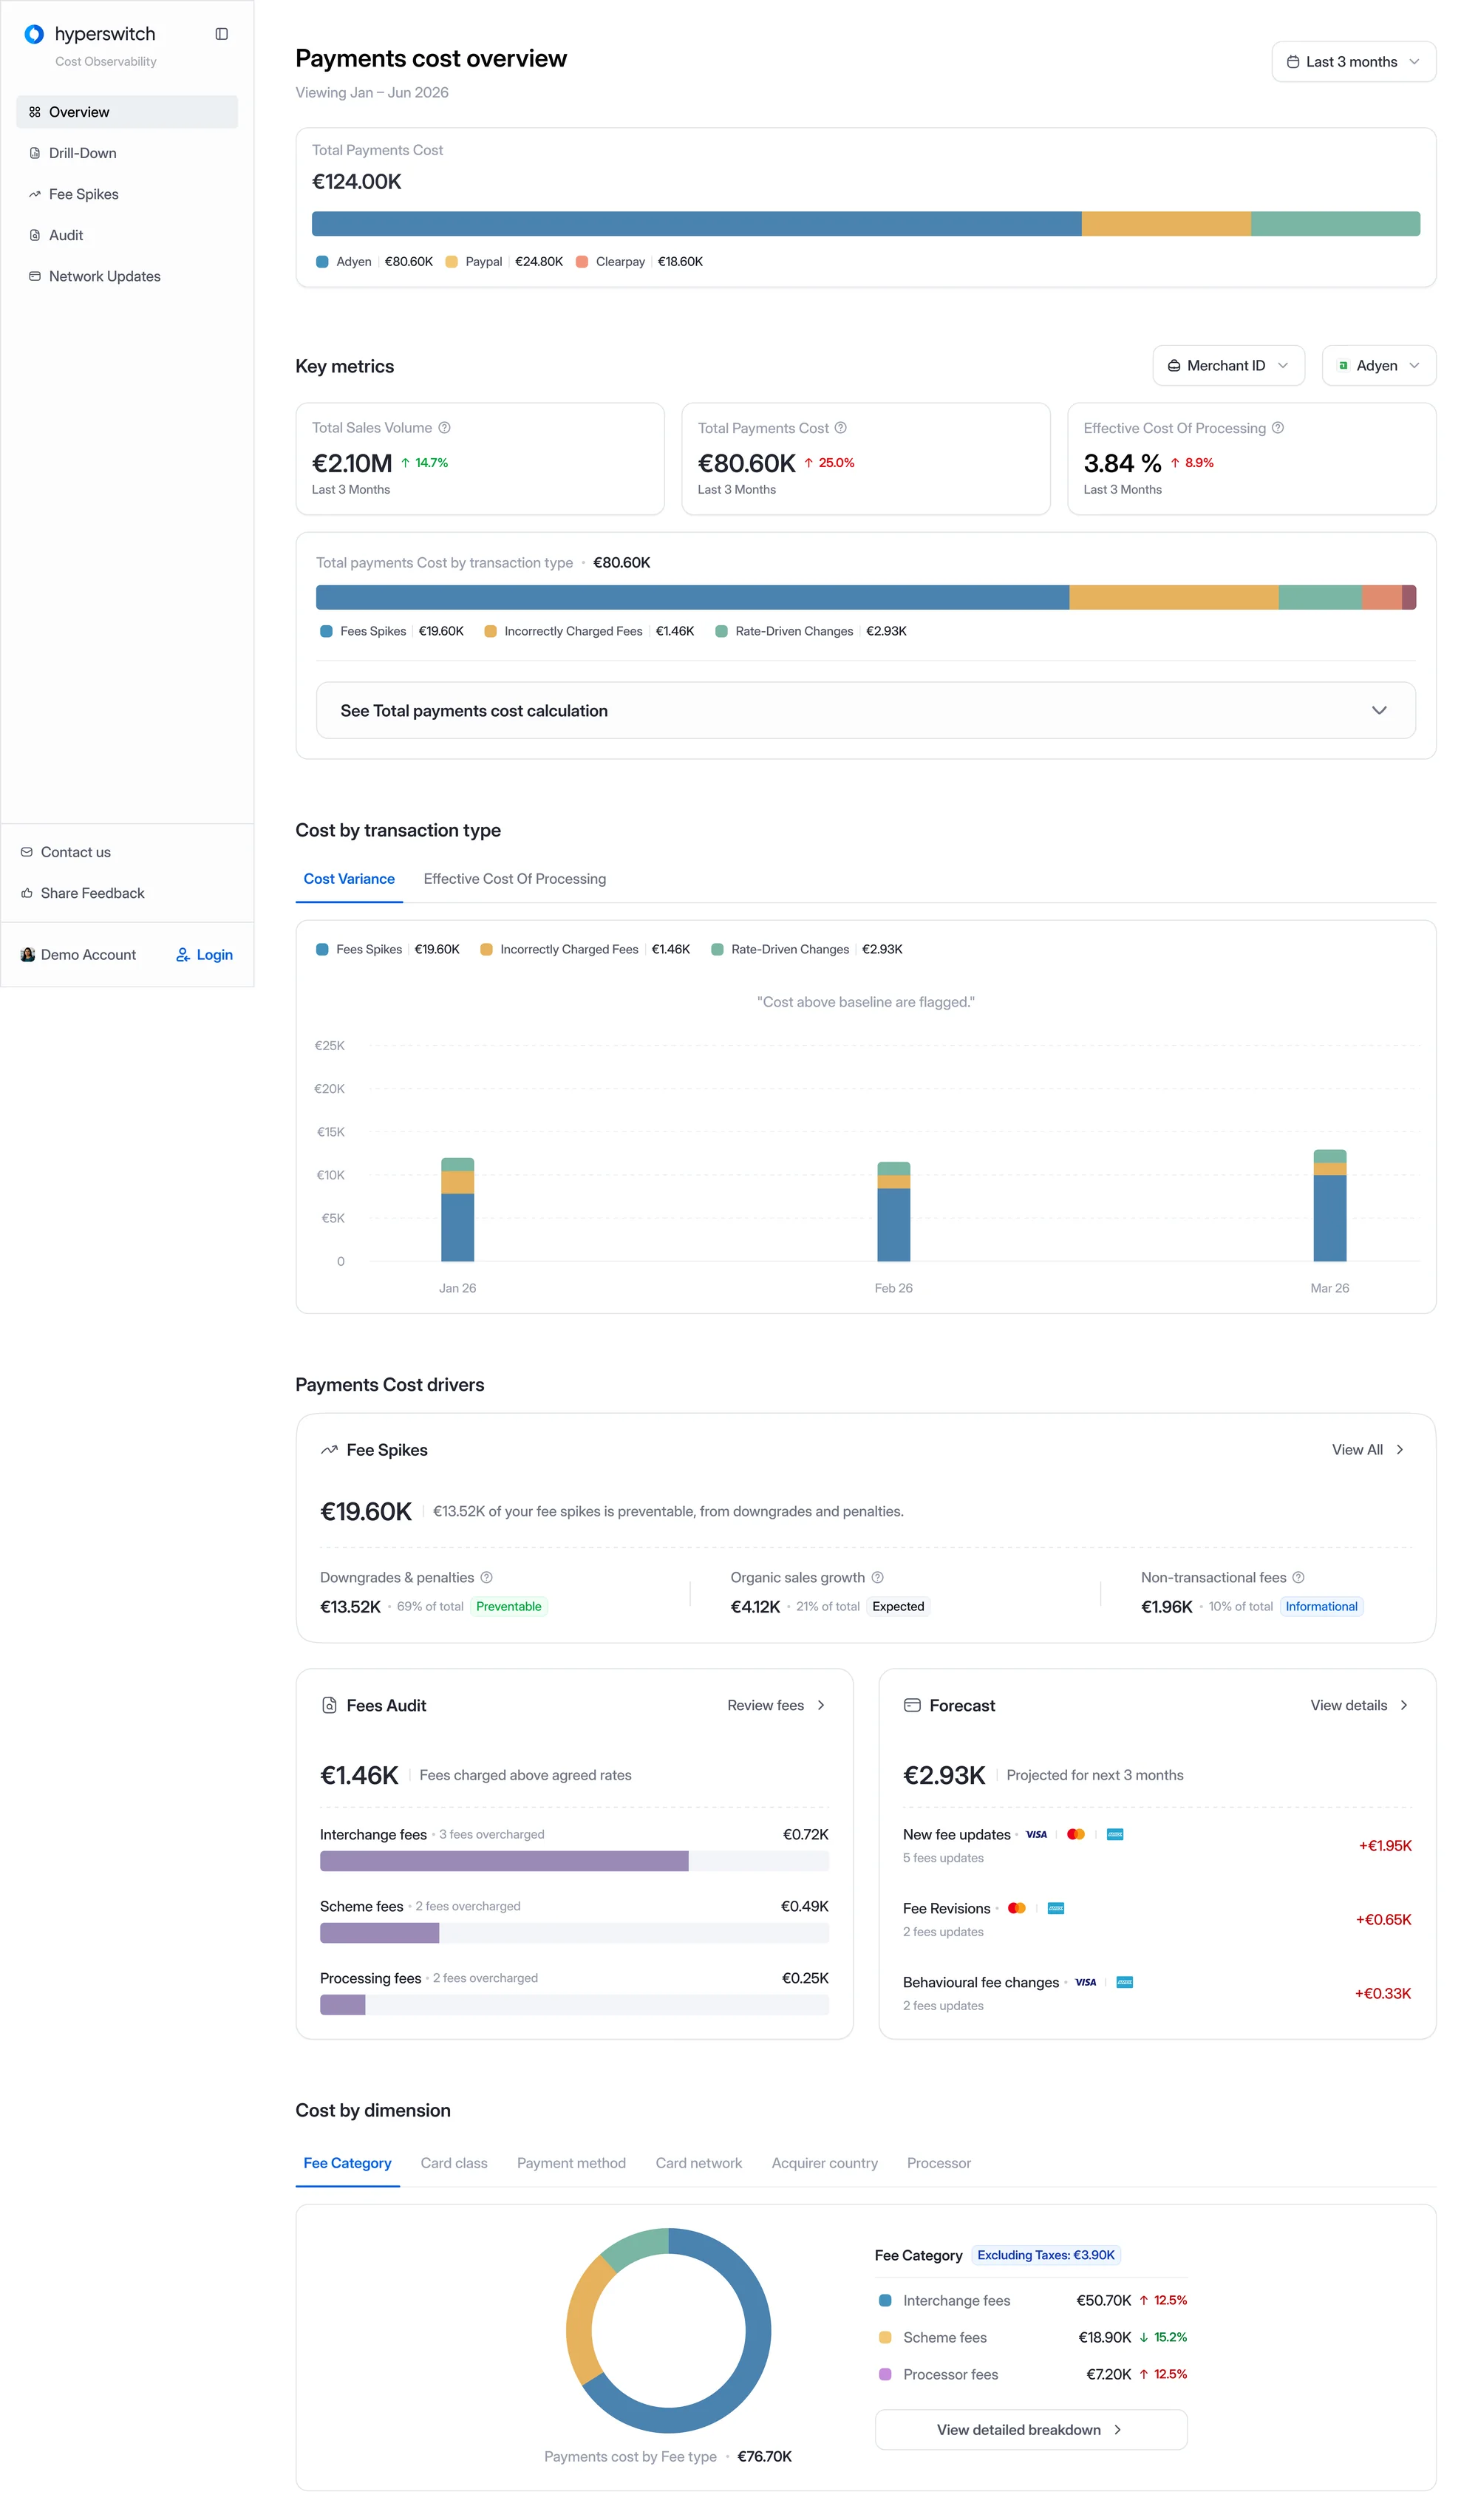 hyperswitch
Cost Observability
Overview
Drill-Down
Fee Spikes
Audit
Network Updates
Contact us
Share Feedback
Demo Account
Login
Payments cost overview
Last 3 months
Viewing Jan – Jun 2026
Total Payments Cost
€124.00K
Adyen €80.60K Paypal €24.80K Clearpay €18.60K
Key metrics
Merchant ID
Adyen
Total Sales Volume
€2.10M ↑ 14.7%
Last 3 Months
Total Payments Cost
€80.60K ↑ 25.0%
Last 3 Months
Effective Cost Of Processing
3.84 % ↑ 8.9%
Last 3 Months
Total payments Cost by transaction type • €80.60K
Fees Spikes €19.60K Incorrectly Charged Fees €1.46K Rate-Driven Changes €2.93K
See Total payments cost calculation
Cost by transaction type
Cost Variance Effective Cost Of Processing
Fees Spikes €19.60K Incorrectly Charged Fees €1.46K Rate-Driven Changes €2.93K
"Cost above baseline are flagged."
€25K
€20K
€15K
€10K
€5K
0
Jan 26 Feb 26 Mar 26
Payments Cost drivers
Fee Spikes
View All
€19.60K €13.52K of your fee spikes is preventable, from downgrades and penalties.
Downgrades & penalties
€13.52K • 69% of total Preventable
Organic sales growth
€4.12K • 21% of total Expected
Non-transactional fees
€1.96K • 10% of total Informational
Fees Audit
Review fees
€1.46K Fees charged above agreed rates
Interchange fees • 3 fees overcharged €0.72K
Scheme fees • 2 fees overcharged €0.49K
Processing fees • 2 fees overcharged €0.25K
Forecast
View details
€2.93K Projected for next 3 months
New fee updates • VISA
5 fees updates
+€1.95K
Fee Revisions •
2 fees updates
+€0.65K
Behavioural fee changes • VISA
2 fees updates
+€0.33K
Cost by dimension
Fee Category Card class Payment method Card network Acquirer country Processor
Payments cost by Fee type • €76.70K
Fee Category Excluding Taxes: €3.90K
Interchange fees €50.70K ↑ 12.5%
Scheme fees €18.90K ↓ 15.2%
Processor fees €7.20K ↑ 12.5%
View detailed breakdown